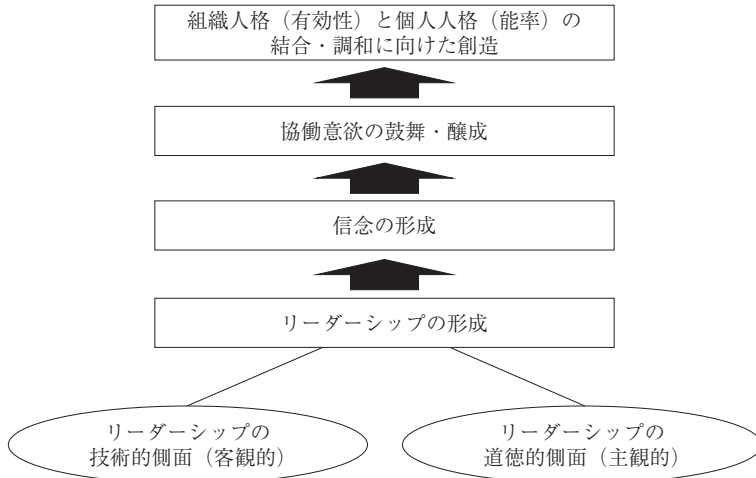 組織人格（有効性）と個人人格（能率）の
結合・調和に向けた創造
協働意欲の鼓舞・醸成
信念の形成
リーダーシップの形成
リーダーシップの
技術的側面（客観的）
リーダーシップの
道徳的側面（主観的）